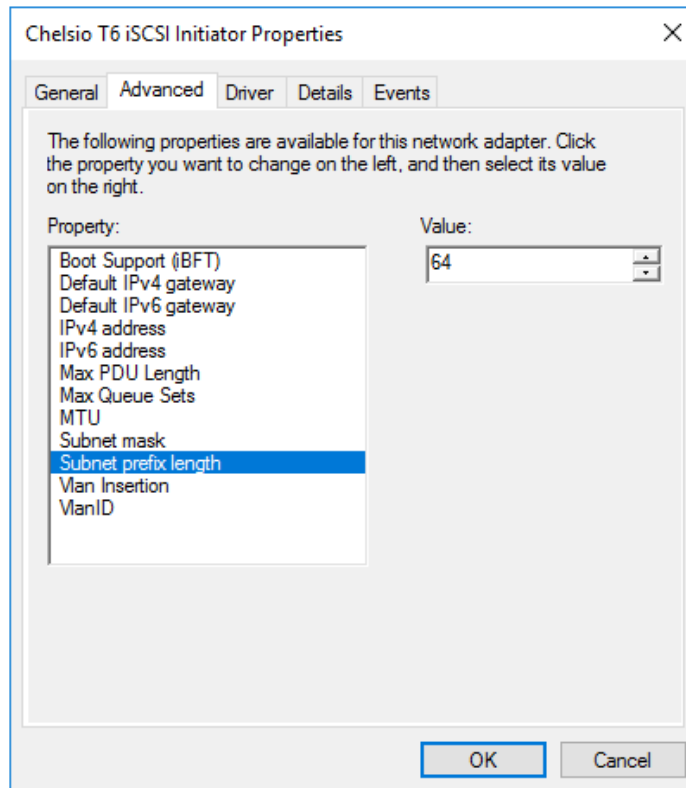 Chelsio T6 iSCSI Initiator Properties
General Advanced Driver Details Events
The following properties are available for this network adapter. Click
the property you want to change on the left, and then select its value
on the right.
Property:
Value:
Boot Support (iBFT)
64
Default IPv4 gateway
Default IPv6 gateway
IPv4 address
IPv6 address
Max PDU Length
Max Queue Sets
MTU
Subnet mask
Subnet prefix length
Vlan Insertion
VlanID
OK Cancel